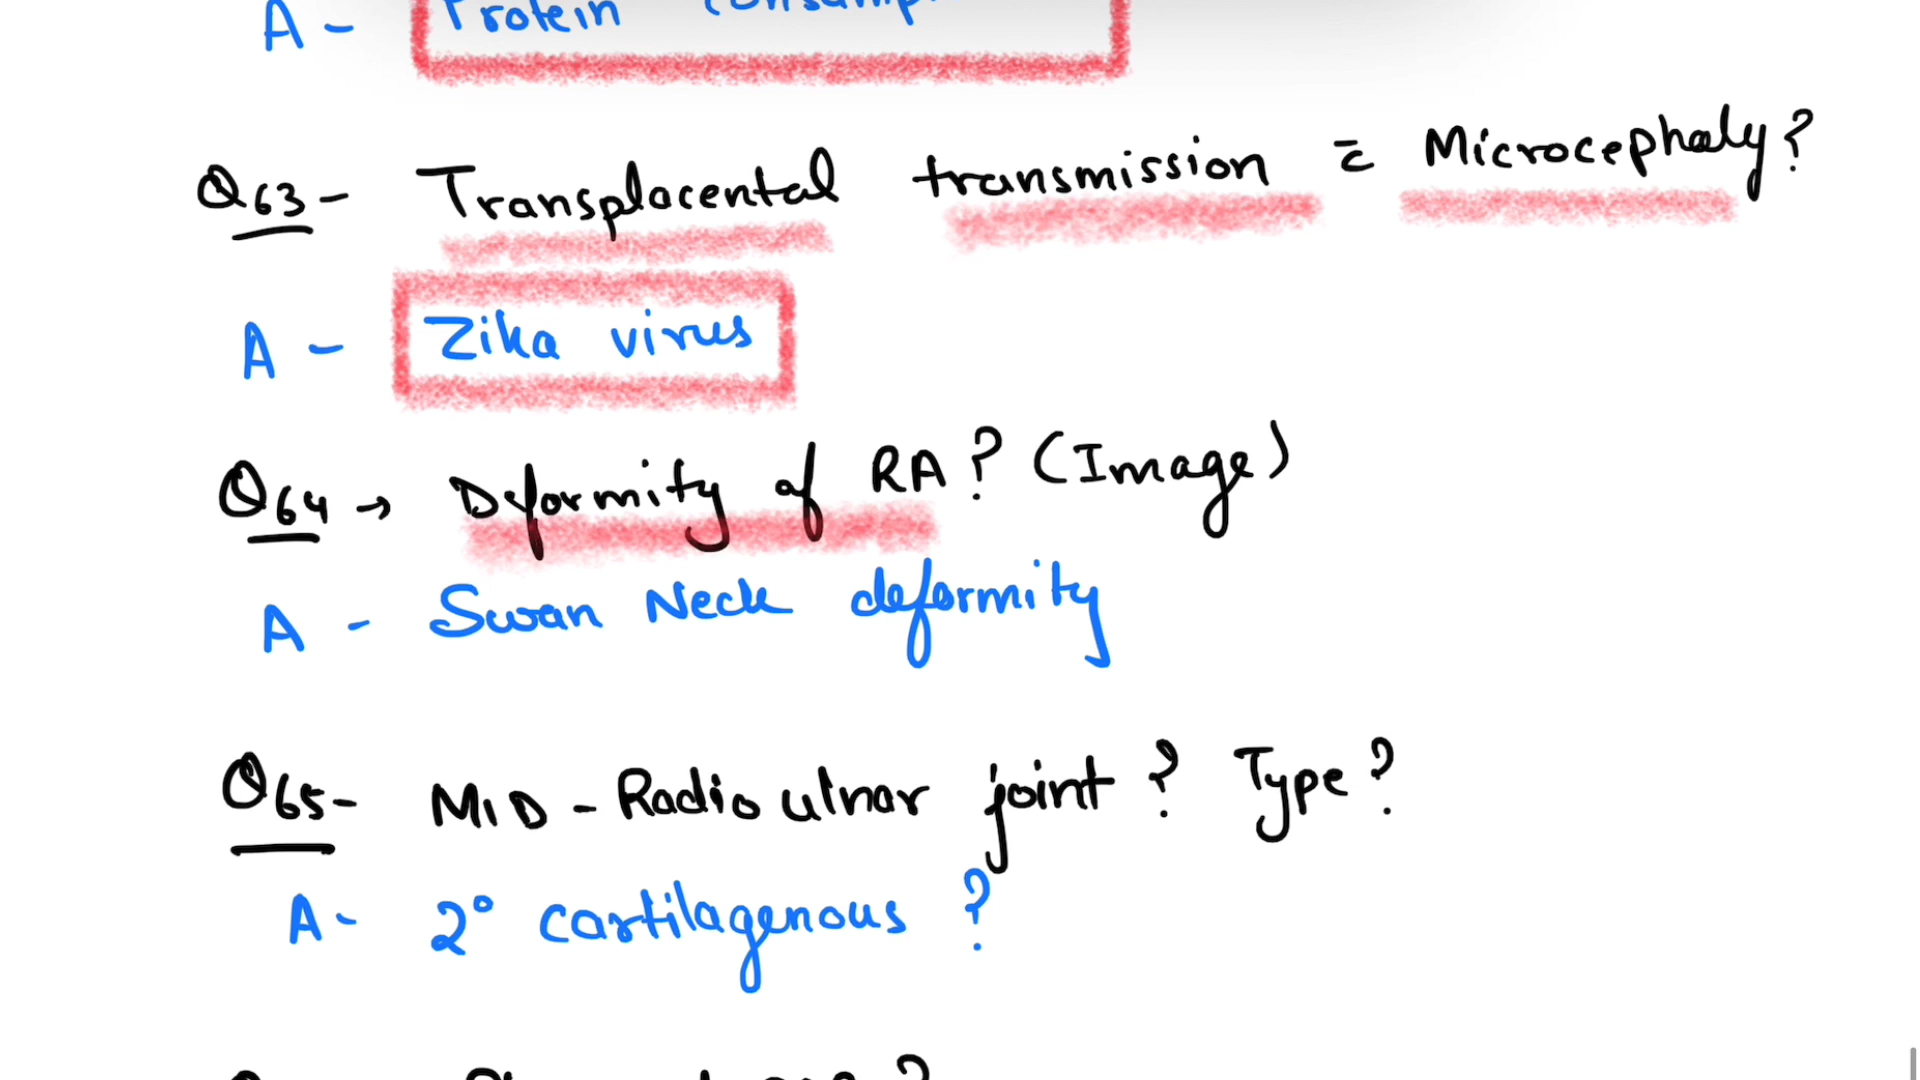 A - Protein
Q63 - Transplacental transmission c̄ Microcephaly?
A - Zika virus
Q64 → Deformity of RA? (Image)
A - Swan Neck deformity
Q65 - MID - Radio ulnar joint? Type?
A - 2° cartilagenous?